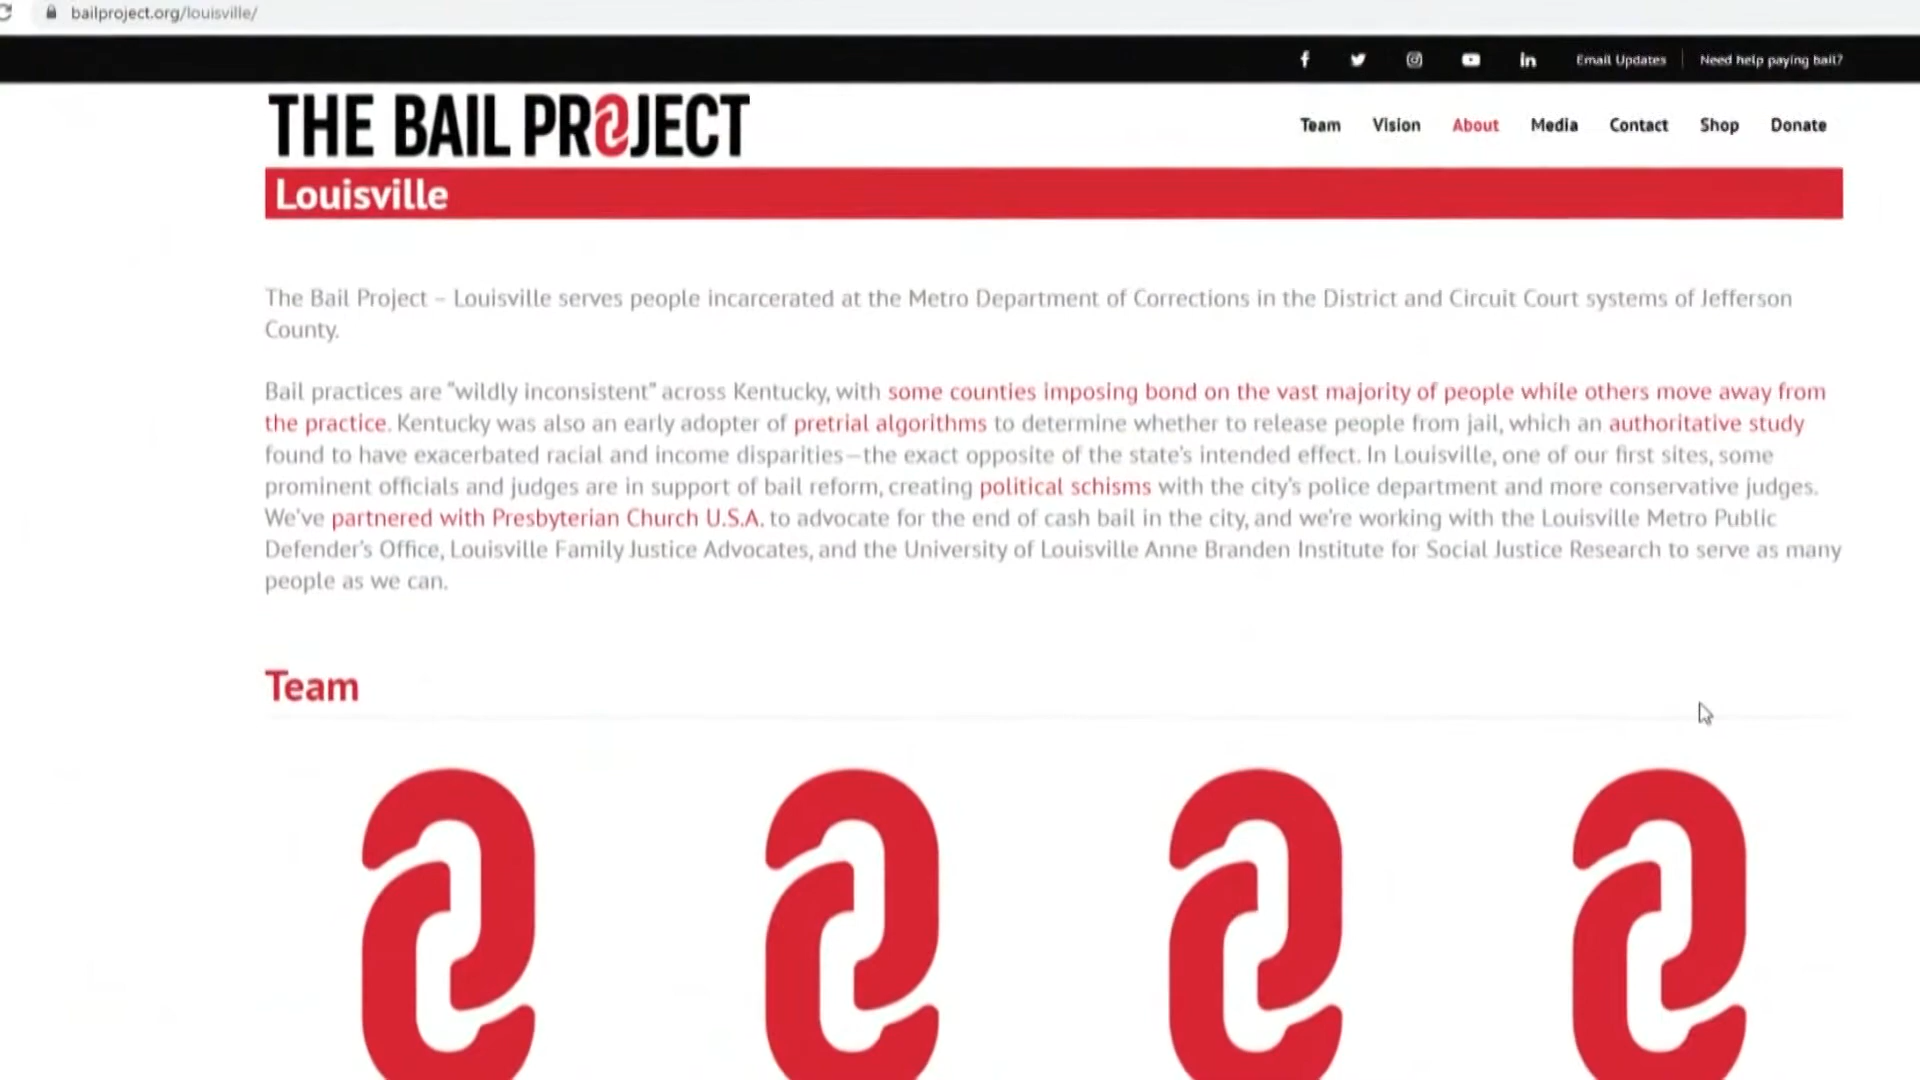 bailproject.org/louisville/
Email Updates
Need help paying bail?
THE BAIL PROJECT
Team
Vision
About
Media
Contact
Shop
Donate
Louisville
The Bail Project – Louisville serves people incarcerated at the Metro Department of Corrections in the District and Circuit Court systems of Jefferson
County.
Bail practices are "wildly inconsistent" across Kentucky, with some counties imposing bond on the vast majority of people while others move away from
the practice. Kentucky was also an early adopter of pretrial algorithms to determine whether to release people from jail, which an authoritative study
found to have exacerbated racial and income disparities—the exact opposite of the state's intended effect. In Louisville, one of our first sites, some
prominent officials and judges are in support of bail reform, creating political schisms with the city's police department and more conservative judges.
We've partnered with Presbyterian Church U.S.A. to advocate for the end of cash bail in the city, and we're working with the Louisville Metro Public
Defender's Office, Louisville Family Justice Advocates, and the University of Louisville Anne Branden Institute for Social Justice Research to serve as many
people as we can.
Team